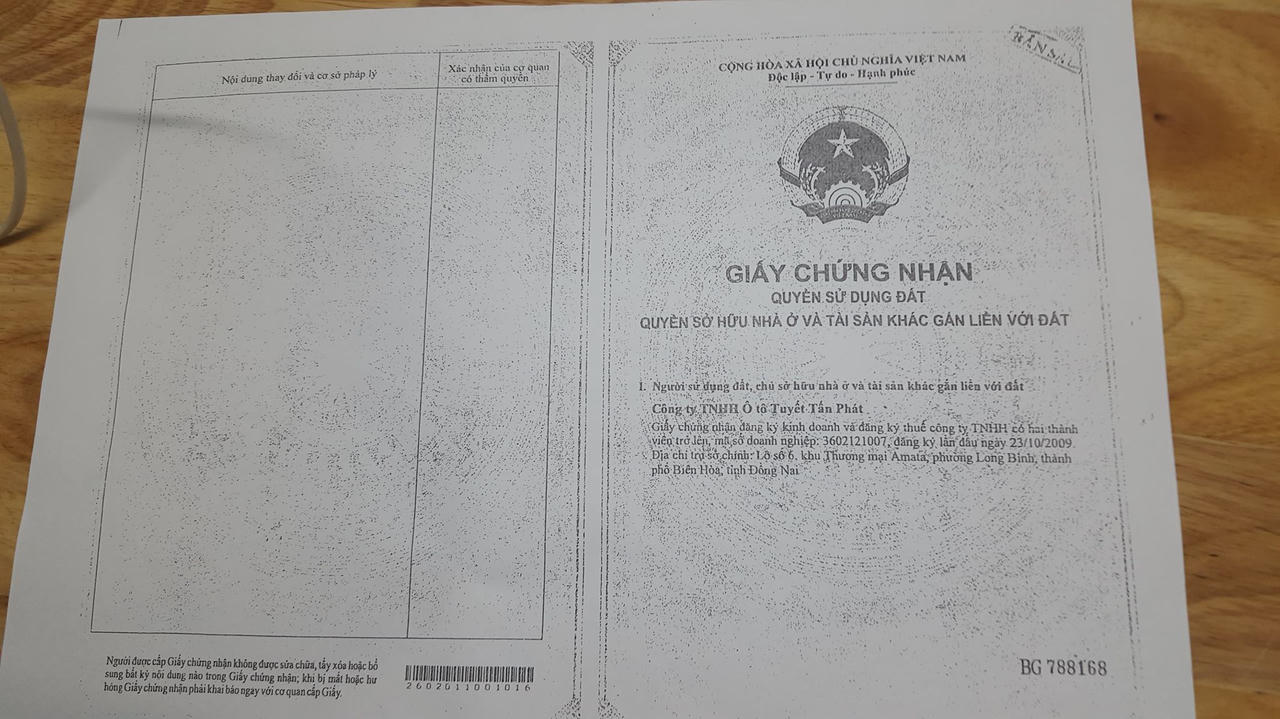 Nội dung thay đổi và cơ sở pháp lý
Xác nhận của cơ quan
có thẩm quyền
Người được cấp Giấy chứng nhận không được sửa chữa, tẩy xóa hoặc bổ
sung bất kỳ nội dung nào trong Giấy chứng nhận; khi bị mất hoặc hư
hỏng Giấy chứng nhận phải khai báo ngay với cơ quan cấp Giấy.
2602011001016
CỘNG HÒA XÃ HỘI CHỦ NGHĨA VIỆT NAM
Độc lập - Tự do - Hạnh phúc
GIẤY CHỨNG NHẬN
QUYỀN SỬ DỤNG ĐẤT
QUYỀN SỞ HỮU NHÀ Ở VÀ TÀI SẢN KHÁC GẮN LIỀN VỚI ĐẤT
I. Người sử dụng đất, chủ sở hữu nhà ở và tài sản khác gắn liền với đất
Công ty TNHH Ô tô Tuyết Tấn Phát
Giấy chứng nhận đăng ký kinh doanh và đăng ký thuế công ty TNHH có hai thành
viên trở lên, mã số doanh nghiệp: 3602121007, đăng ký lần đầu ngày 23/10/2009.
Địa chỉ trụ sở chính: Lô số 6, khu Thương mại Amata, phường Long Bình, thành
phố Biên Hòa, tỉnh Đồng Nai
BG 788168